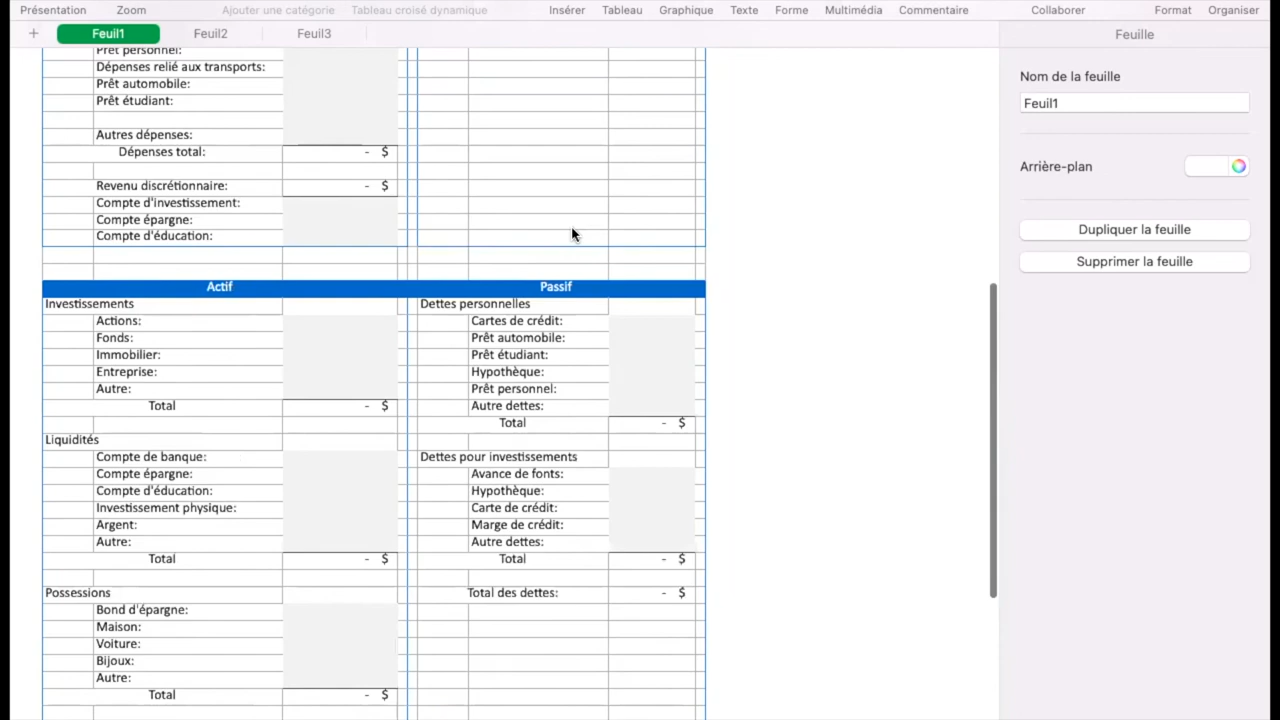 Présentation Zoom Ajouter une catégorie Tableau croisé dynamique Insérer Tableau Graphique Texte Forme Multimédia Commentaire Collaborer Format Organiser
+ Feuil1 Feuil2 Feuil3 Feuille
Prêt personnel:
Dépenses relié aux transports:
Prêt automobile:
Prêt étudiant:
Autres dépenses:
Dépenses total: - $
Revenu discrétionnaire: - $
Compte d'investissement:
Compte épargne:
Compte d'éducation:
Nom de la feuille
Feuil1
Arrière-plan
Dupliquer la feuille
Supprimer la feuille
Actif Passif
Investissements Dettes personnelles
Actions: Cartes de crédit:
Fonds: Prêt automobile:
Immobilier: Prêt étudiant:
Entreprise: Hypothèque:
Autre: Prêt personnel:
Total - $ Autre dettes:
Total - $
Liquidités
Compte de banque: Dettes pour investissements
Compte épargne: Avance de fonts:
Compte d'éducation: Hypothèque:
Investissement physique: Carte de crédit:
Argent: Marge de crédit:
Autre: Autre dettes:
Total - $ Total - $
Possessions Total des dettes: - $
Bond d'épargne:
Maison:
Voiture:
Bijoux:
Autre:
Total - $